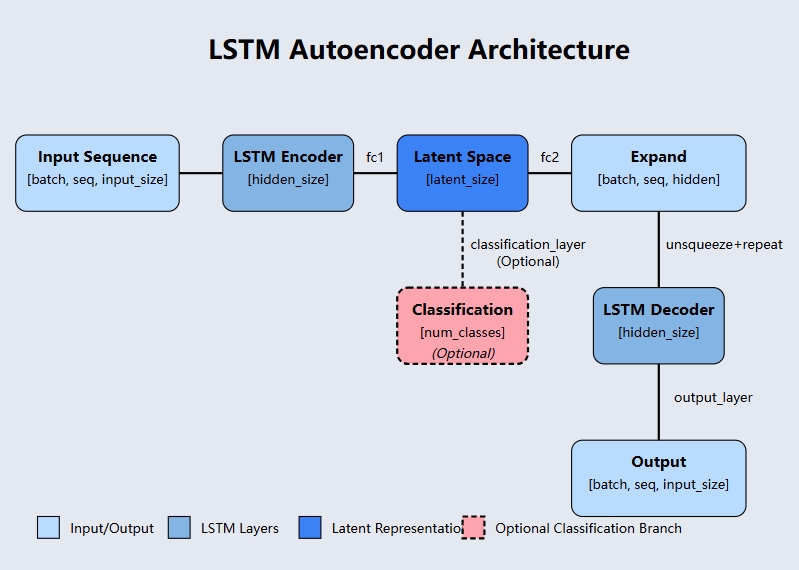 LSTM Autoencoder Architecture
Input Sequence
[batch, seq, input_size]
LSTM Encoder
[hidden_size]
fc1
Latent Space
[latent_size]
fc2
Expand
[batch, seq, hidden]
classification_layer
(Optional)
unsqueeze+repeat
Classification
[num_classes]
(Optional)
LSTM Decoder
[hidden_size]
output_layer
Output
[batch, seq, input_size]
Input/Output
LSTM Layers
Latent Representatio
Optional Classification Branch